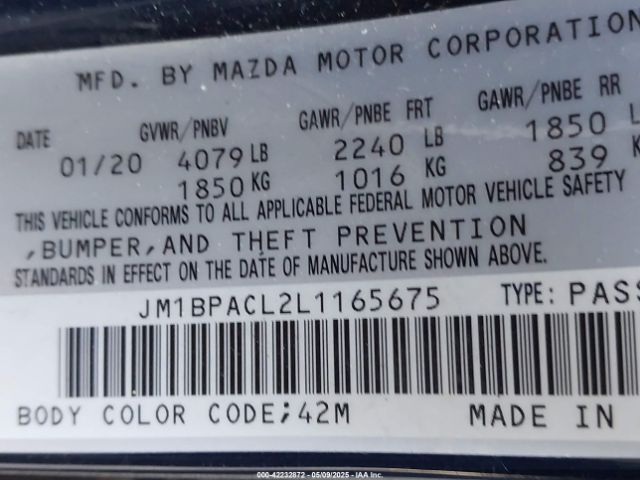 MFD. BY MAZDA MOTOR CORPORATION
DATE GVWR/PNBV GAWR/PNBE FRT GAWR/PNBE RR
01/20 4079 LB 2240 LB 1850
1850 KG 1016 KG 839
THIS VEHICLE CONFORMS TO ALL APPLICABLE FEDERAL MOTOR VEHICLE SAFETY
,BUMPER,AND THEFT PREVENTION
STANDARDS IN EFFECT ON THE DATE OF MANUFACTURE SHOWN ABOVE.
JM1BPACL2L1165675 TYPE: PASS
BODY COLOR CODE;42M MADE IN
000-42232872 - 05/09/2025 - IAA Inc.